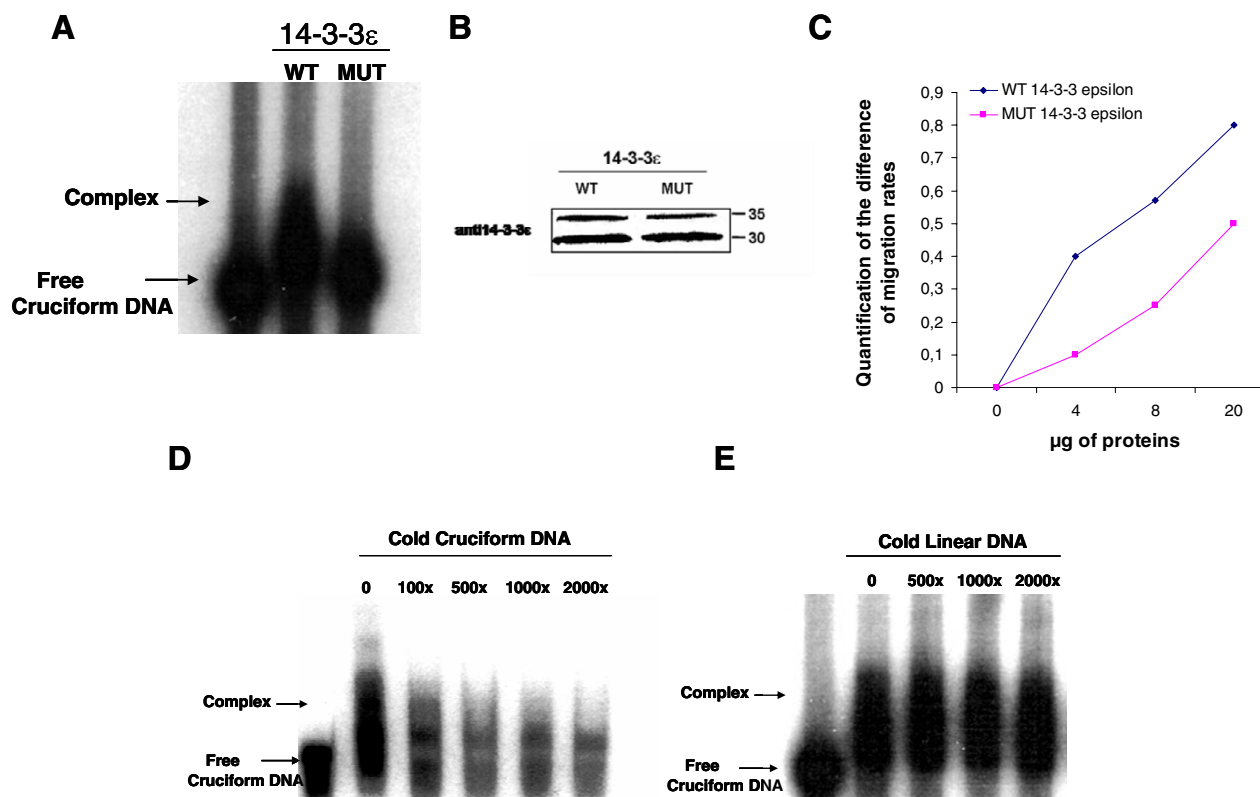 A
14-3-3ε
WT MUT
Complex
Free
Cruciform DNA
B
14-3-3ε
WT MUT
anti14-3-3ε
35
30
C
WT 14-3-3 epsilon
MUT 14-3-3 epsilon
Quantification of the difference
of migration rates
0,9
0,8
0,7
0,6
0,5
0,4
0,3
0,2
0,1
0
0 4 8 20
µg of proteins
D
Cold Cruciform DNA
0 100x 500x 1000x 2000x
Complex
Free
Cruciform DNA
E
Cold Linear DNA
0 500x 1000x 2000x
Complex
Free
Cruciform DNA